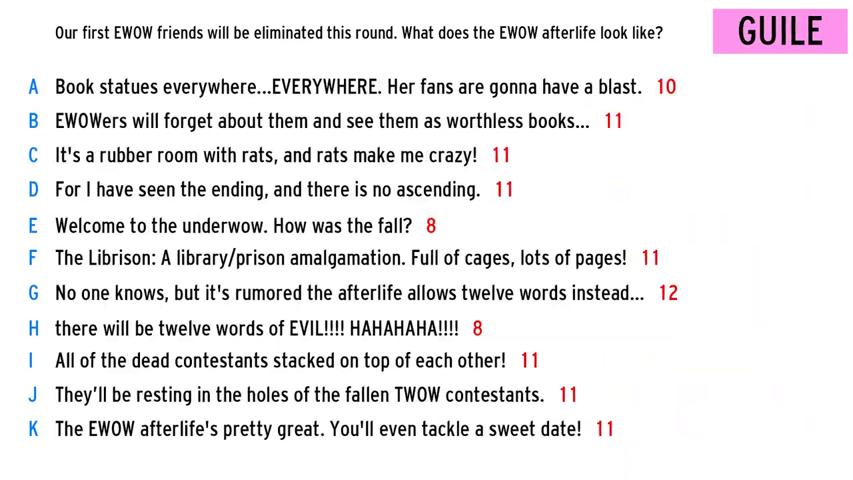 Our first EWOW friends will be eliminated this round. What does the EWOW afterlife look like?
GUILE
A Book statues everywhere...EVERYWHERE. Her fans are gonna have a blast. 10
B EWOWers will forget about them and see them as worthless books... 11
C It's a rubber room with rats, and rats make me crazy! 11
D For I have seen the ending, and there is no ascending. 11
E Welcome to the underwow. How was the fall? 8
F The Librison: A library/prison amalgamation. Full of cages, lots of pages! 11
G No one knows, but it's rumored the afterlife allows twelve words instead... 12
H there will be twelve words of EVIL!!!! HAHAHAHA!!!! 8
I All of the dead contestants stacked on top of each other! 11
J They’ll be resting in the holes of the fallen TWOW contestants. 11
K The EWOW afterlife's pretty great. You'll even tackle a sweet date! 11